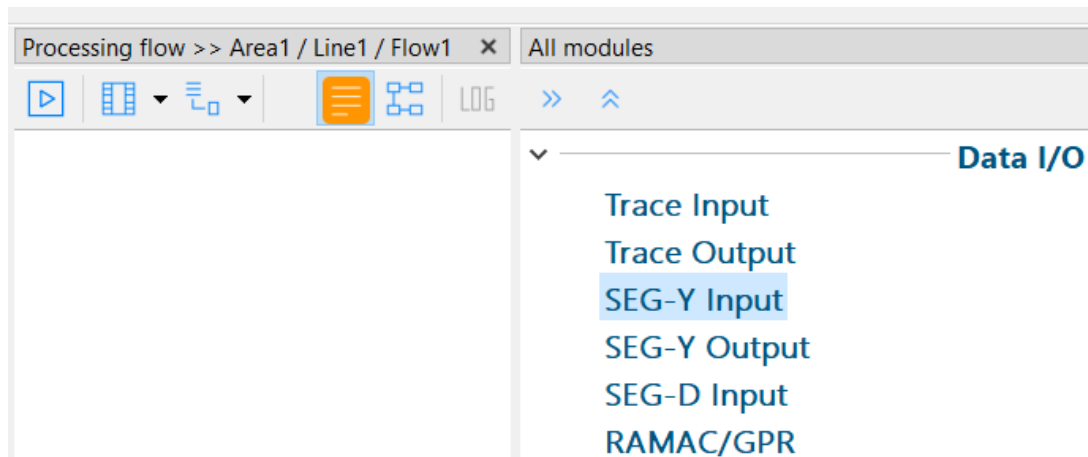 Processing flow >> Area1 / Line1 / Flow1
All modules
LOG
Data I/O
Trace Input
Trace Output
SEG-Y Input
SEG-Y Output
SEG-D Input
RAMAC/GPR